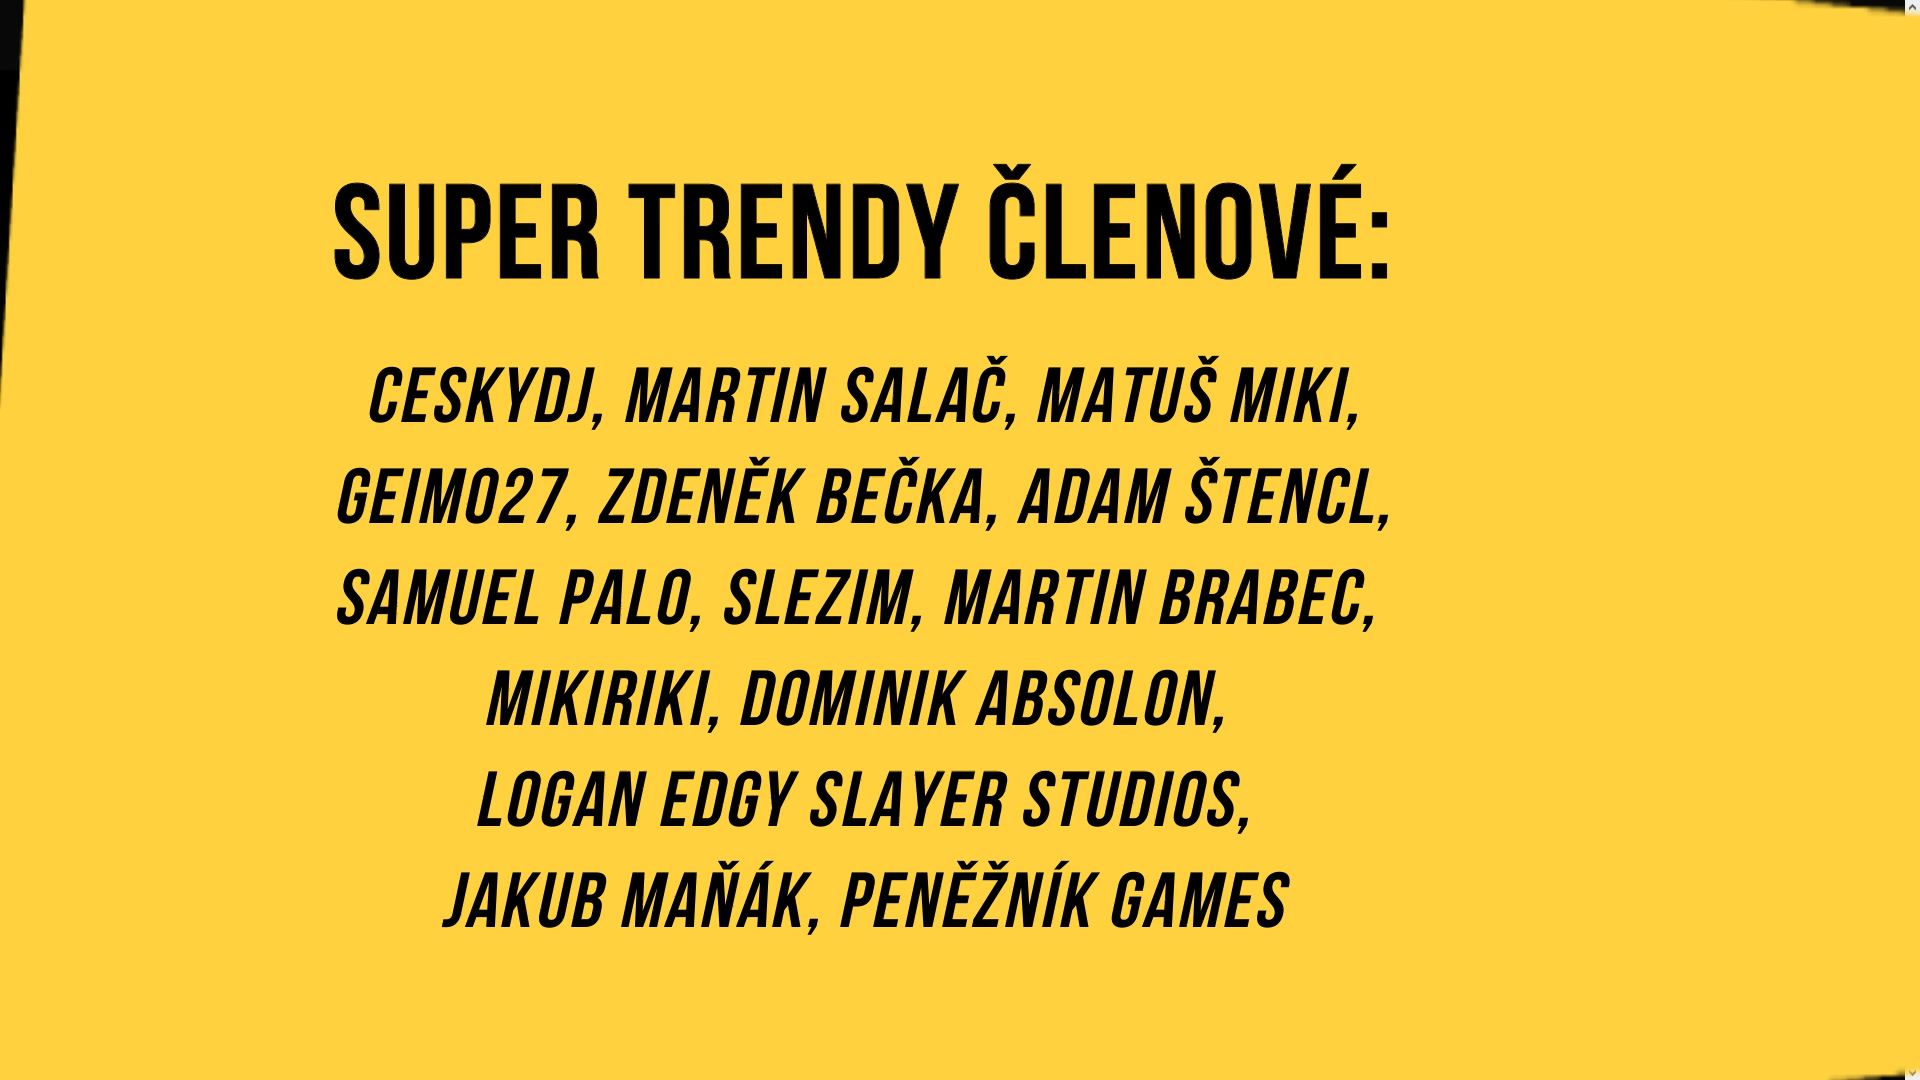 SUPER TRENDY ČLENOVÉ:
CESKYDJ, MARTIN SALAČ, MATUŠ MIKI,
GEIMO27, ZDENĚK BEČKA, ADAM ŠTENCL,
SAMUEL PALO, SLEZIM, MARTIN BRABEC,
MIKIRIKI, DOMINIK ABSOLON,
LOGAN EDGY SLAYER STUDIOS,
JAKUB MAŇÁK, PENĚŽNÍK GAMES